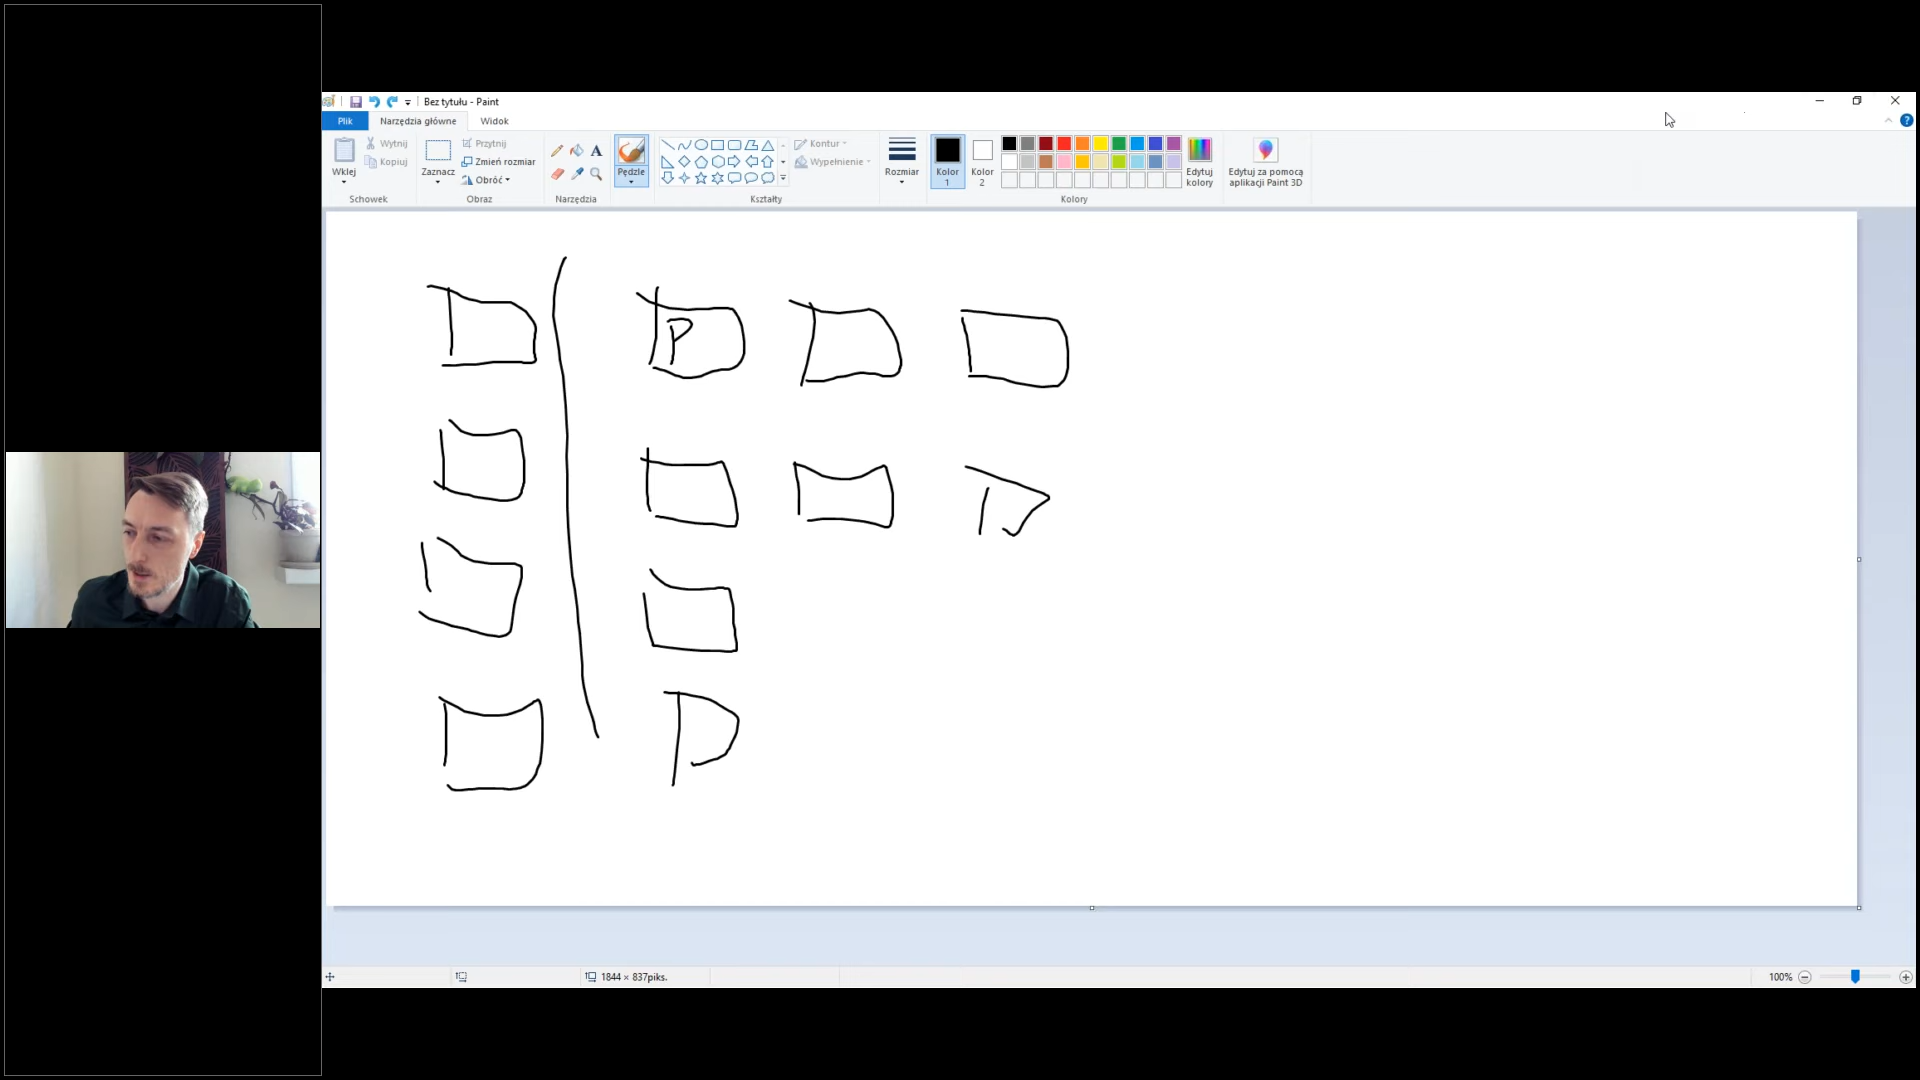 Bez tytułu - Paint
Plik Narzędzia główne Widok
Wklej
Wytnij
Kopiuj
Schowek
Zaznacz
Przytnij
Zmień rozmiar
Obróć
Obraz
A
Narzędzia
Pędzle
Kształty
Kontur
Wypełnienie
Rozmiar
Kolor 1
Kolor 2
Kolory
Edytuj kolory
Edytuj za pomocą aplikacji Paint 3D
?
P
1844 × 837piks.
100%